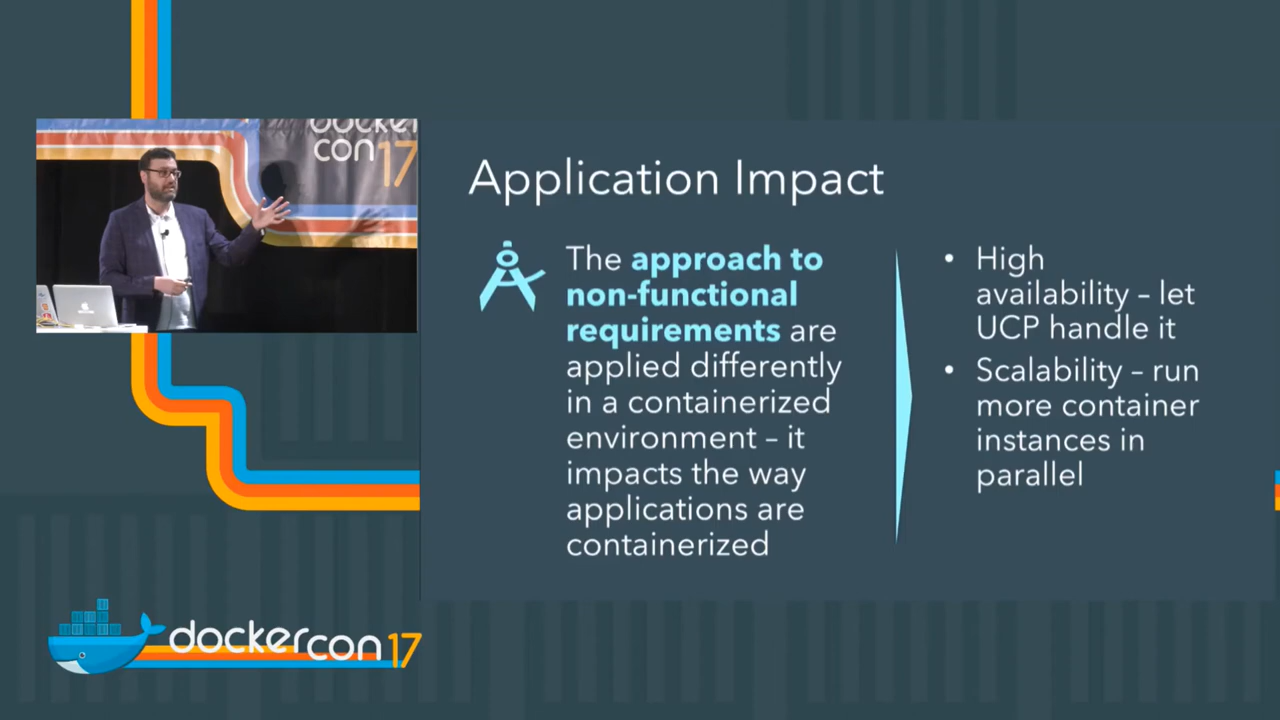 docker
con17
Application Impact
The approach to
non-functional
requirements are
applied differently
in a containerized
environment – it
impacts the way
applications are
containerized
• High
availability – let
UCP handle it
• Scalability – run
more container
instances in
parallel
dockercon17